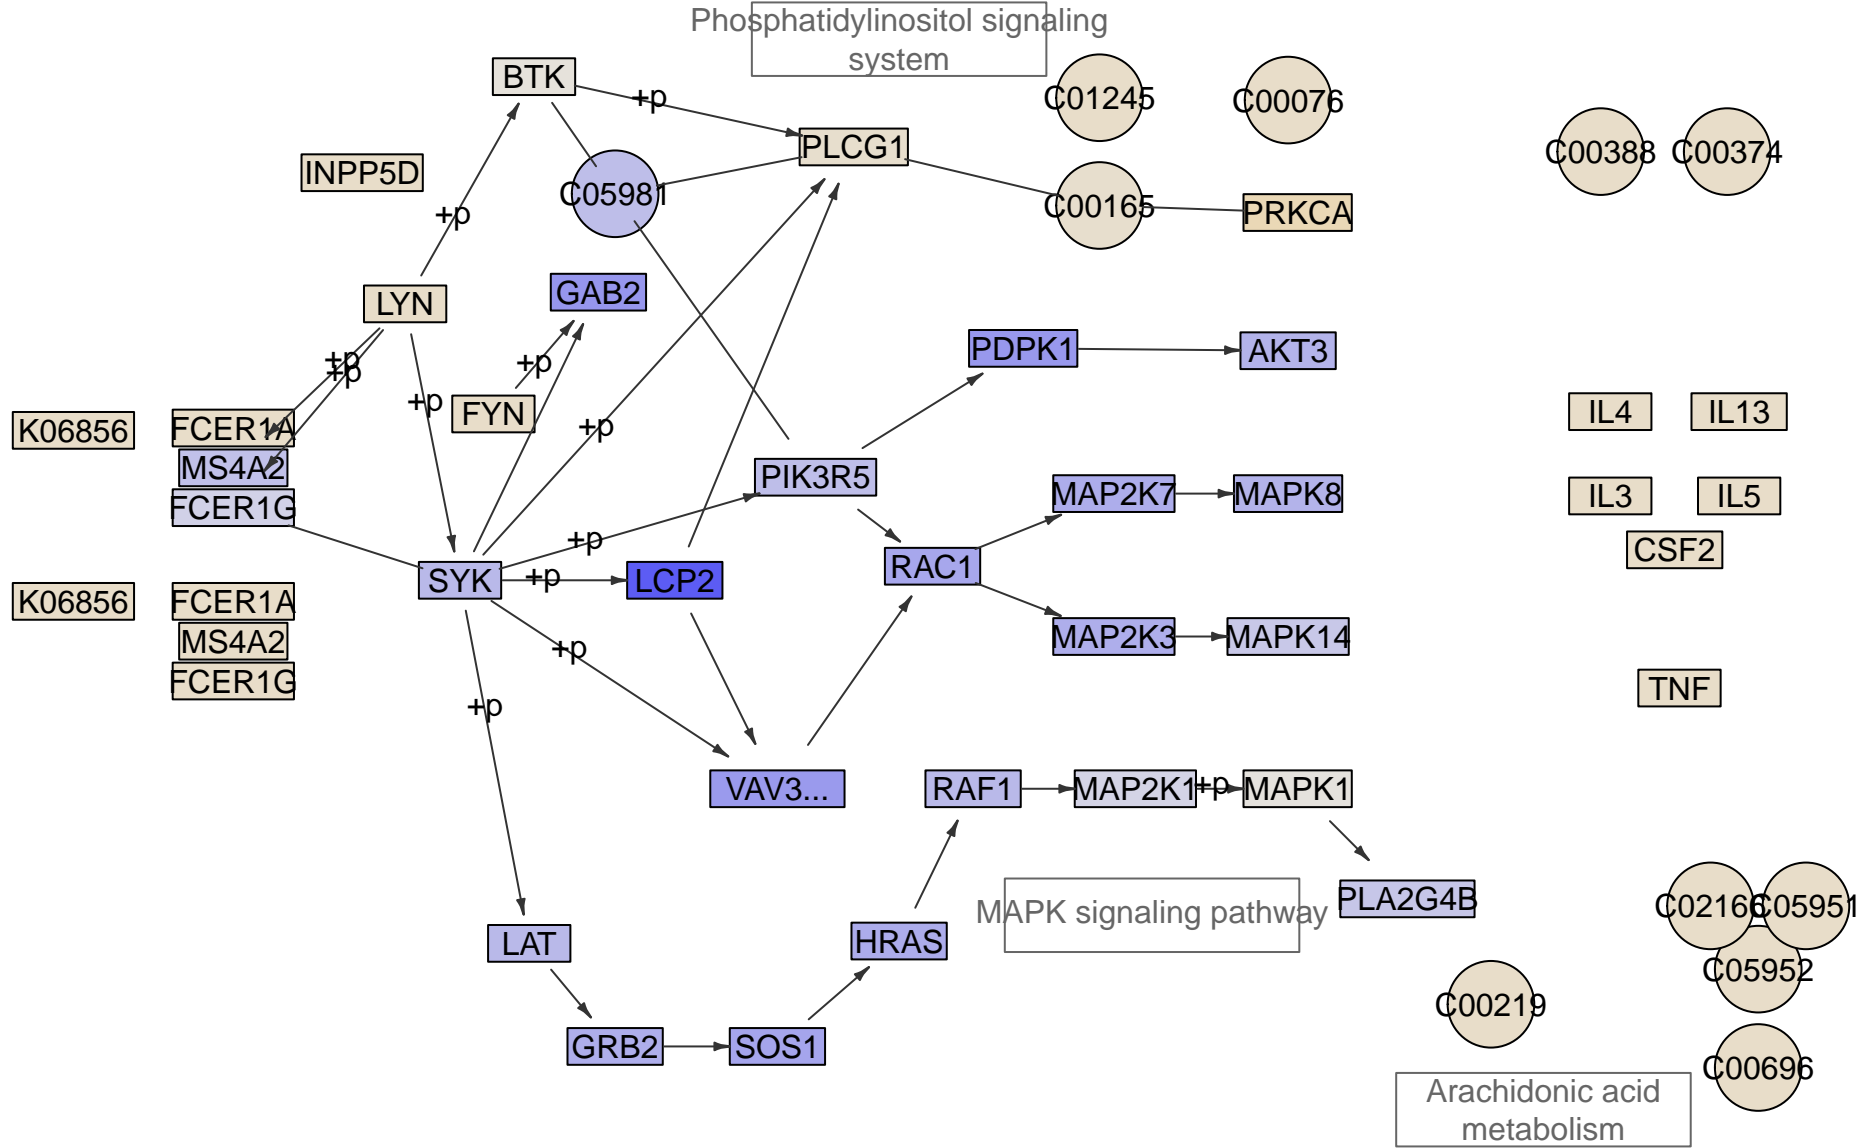 Phosphatidylinositol signaling
system
BTK
+p
C01245
C00076
PLCG1
C00388
C00374
INPP5D
C05981
+p
C00165
PRKCA
LYN
GAB2
+p
+p
+p
PDPK1
AKT3
+p
FYN
K06856
FCER1A
+p
IL4
IL13
MS4A2
PIK3R5
MAP2K7
MAPK8
IL3
IL5
FCER1G
+p
CSF2
SYK
+p
LCP2
RAC1
K06856
FCER1A
MS4A2
+p
MAP2K3
MAPK14
FCER1G
TNF
+p
VAV3...
RAF1
MAP2K1
+p
MAPK1
MAPK signaling pathway
PLA2G4B
C02166
C05951
LAT
HRAS
C05952
C00219
GRB2
SOS1
C00696
Arachidonic acid
metabolism